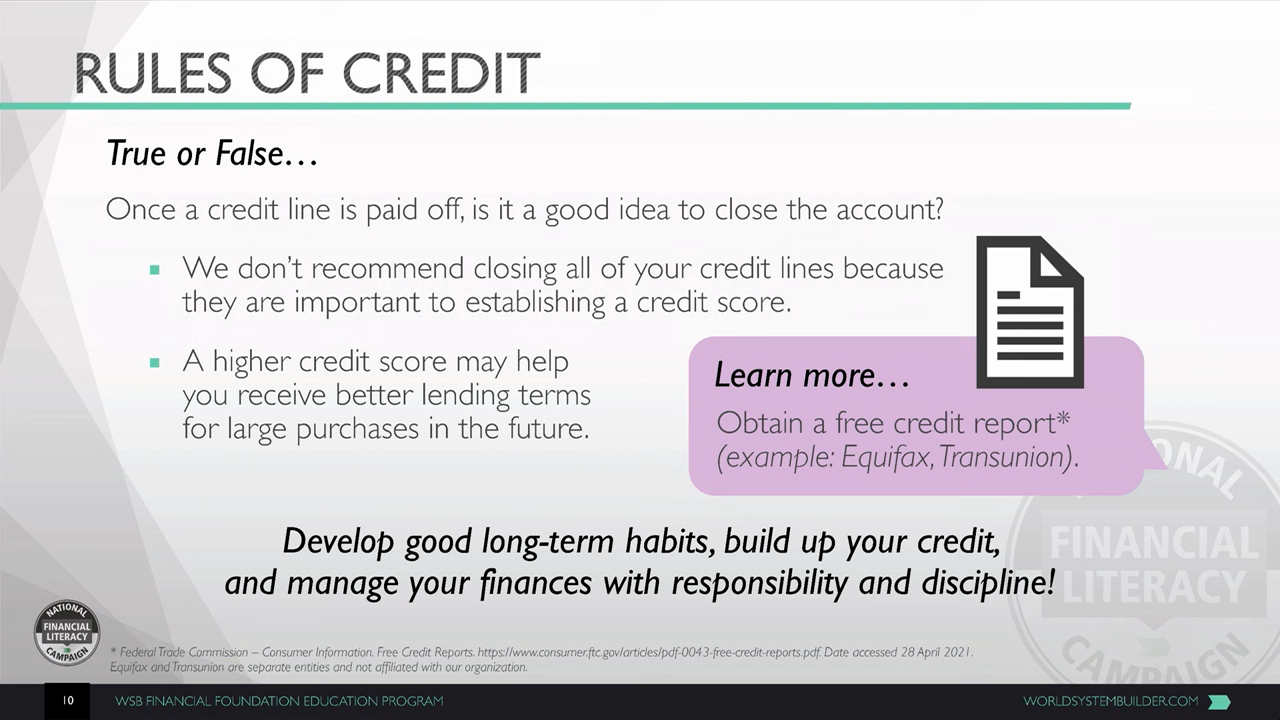 RULES OF CREDIT
True or False…
Once a credit line is paid off, is it a good idea to close the account?
▪ We don’t recommend closing all of your credit lines because
they are important to establishing a credit score.
▪ A higher credit score may help
you receive better lending terms
for large purchases in the future.
Learn more…
Obtain a free credit report*
(example: Equifax, Transunion).
Develop good long-term habits, build up your credit,
and manage your finances with responsibility and discipline!
NATIONAL
FINANCIAL
LITERACY
CAMPAIGN
NATIONAL
FINANCIAL
LITERACY
CAMPAIGN
* Federal Trade Commission – Consumer Information. Free Credit Reports. https://www.consumer.ftc.gov/articles/pdf-0043-free-credit-reports.pdf. Date accessed 28 April 2021.
Equifax and Transunion are separate entities and not affiliated with our organization.
10 WSB FINANCIAL FOUNDATION EDUCATION PROGRAM
WORLDSYSTEMBUILDER.COM